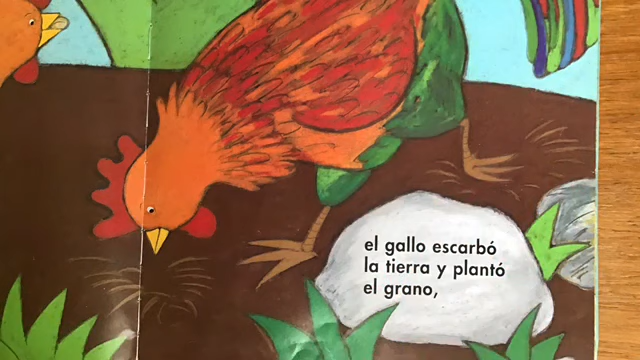 el gallo escarbó
la tierra y plantó
el grano,